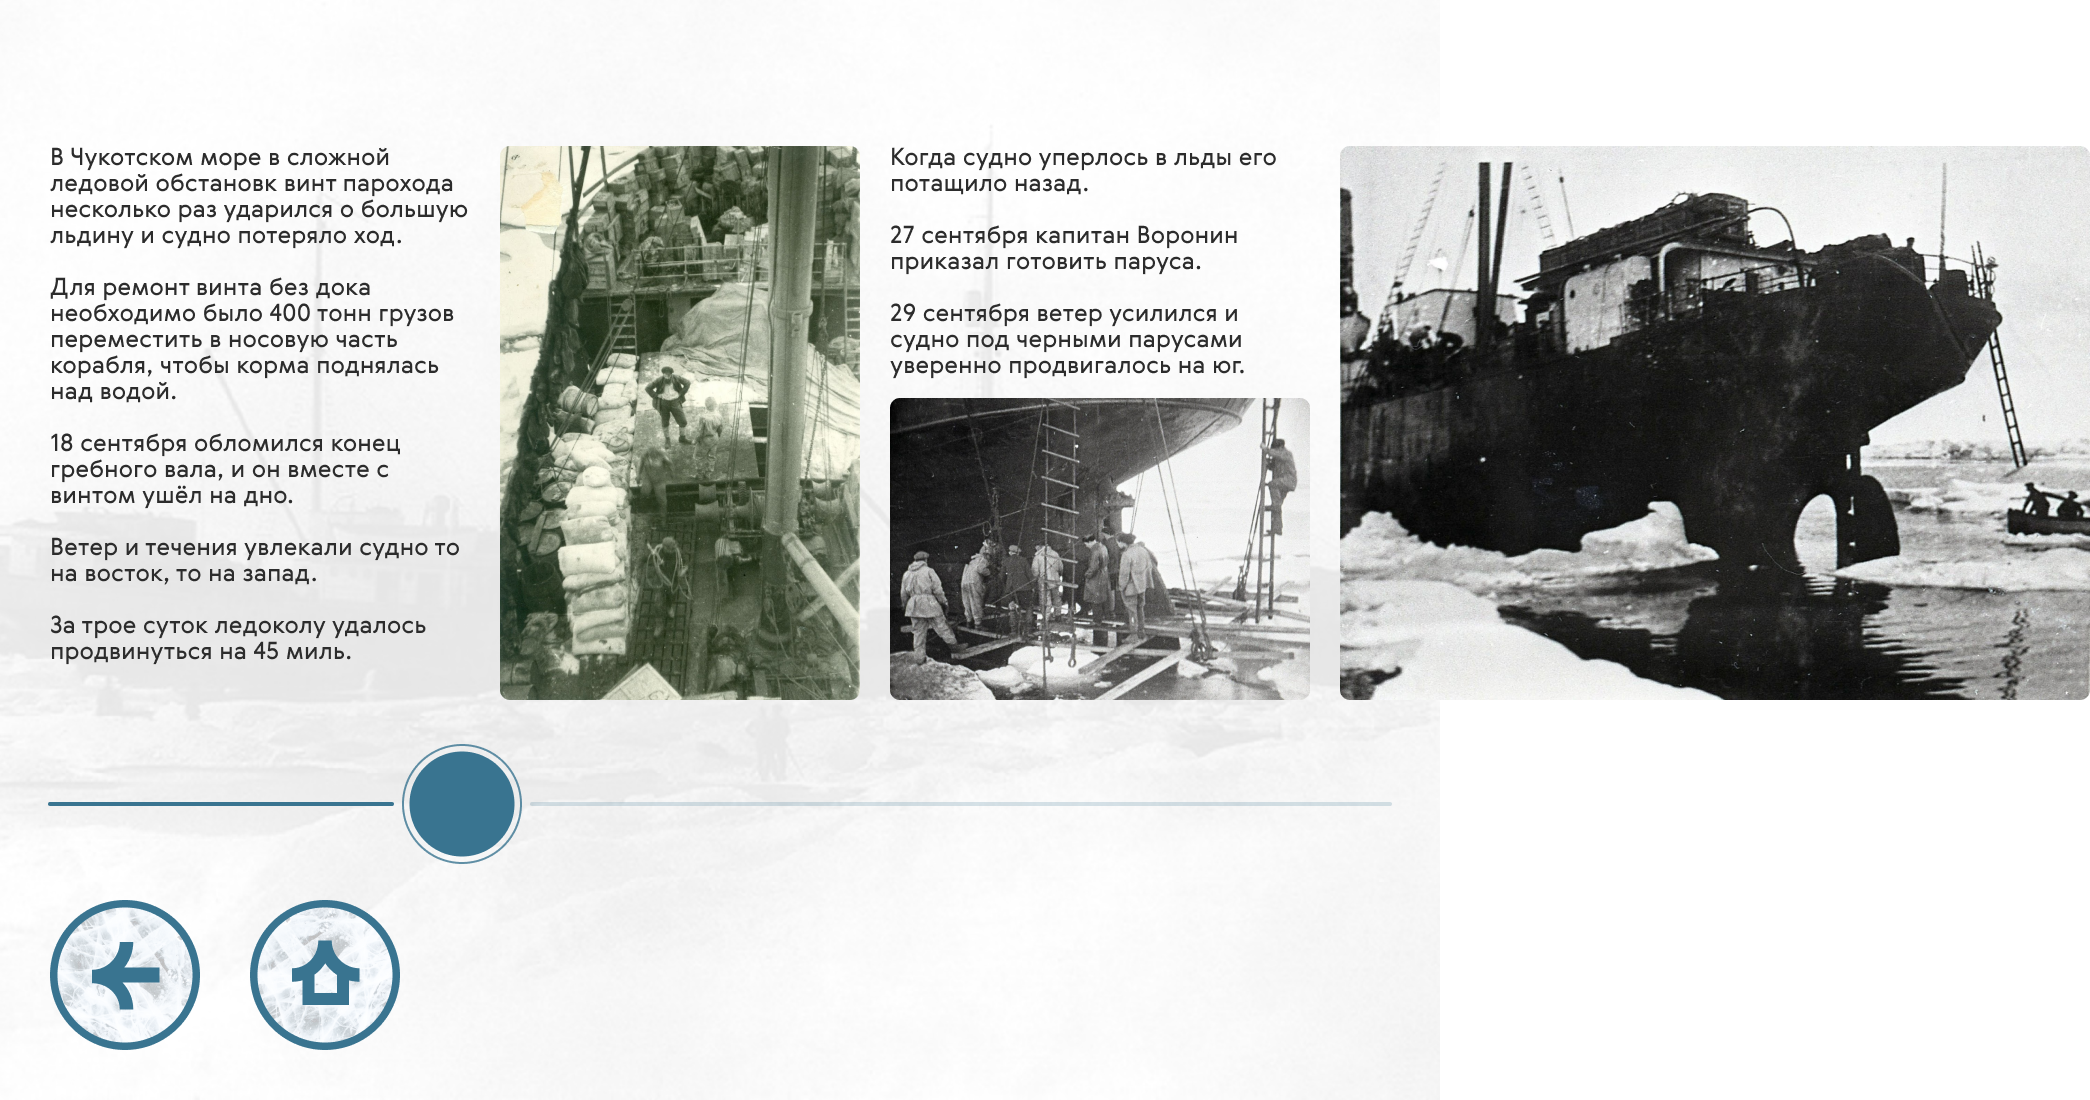 В Чукотском море в сложной
ледовой обстановк винт парохода
несколько раз ударился о большую
льдину и судно потеряло ход.
Для ремонт винта без дока
необходимо было 400 тонн грузов
переместить в носовую часть
корабля, чтобы корма поднялась
над водой.
18 сентября обломился конец
гребного вала, и он вместе с
винтом ушёл на дно.
Ветер и течения увлекали судно то
на восток, то на запад.
За трое суток ледоколу удалось
продвинуться на 45 миль.
Когда судно уперлось в льды его
потащило назад.
27 сентября капитан Воронин
приказал готовить паруса.
29 сентября ветер усилился и
судно под черными парусами
уверенно продвигалось на юг.